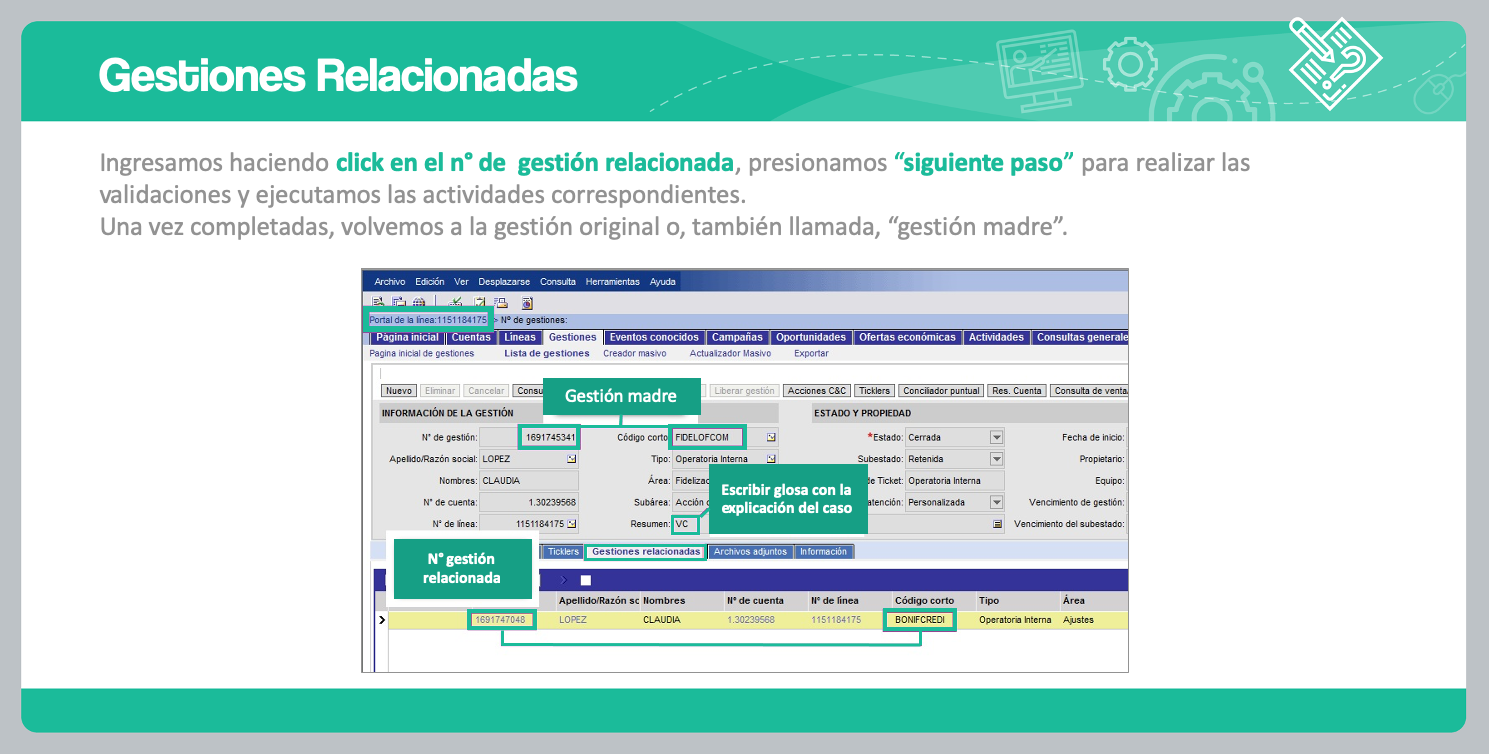 Gestiones Relacionadas
Ingresamos haciendo click en el n° de gestión relacionada, presionamos “siguiente paso” para realizar las
validaciones y ejecutamos las actividades correspondientes.
Una vez completadas, volvemos a la gestión original o, también llamada, “gestión madre”.
Archivo Edición Ver Desplazarse Consulta Herramientas Ayuda
Portal de la línea:1151184175 > Nº de gestiones:
Pagina inicial Cuentas Líneas Gestiones Eventos conocidos Campañas Oportunidades Ofertas económicas Actividades Consultas generale
Pagina inicial de gestiones Lista de gestiones Creador masivo Actualizador Masivo Exportar
Nuevo Eliminar Cancelar Consu Liberar gestión Acciones C&C Ticklers Conciliador puntual Res. Cuenta Consulta de venta
Gestión madre
INFORMACIÓN DE LA GESTIÓN ESTADO Y PROPIEDAD
N° de gestión: 1691745341 Código corto FIDELOFCOM *Estado: Cerrada Fecha de inicio:
Apellido/Razón social: LOPEZ Tipo: Operatoria Interna Subestado: Retenida Propietario:
Nombres: CLAUDIA Área: Fideliza de Ticket: Operatoria Interna Equipo:
N° de cuenta: 1.30239568 Subárea: Acción atención: Personalizada Vencimiento de gestión:
N° de línea: 1151184175 Resumen: VC Vencimiento del subestado:
Escribir glosa con la
explicación del caso
Ticklers Gestiones relacionadas Archivos adjuntos Información
N° gestión
relacionada
Apellido/Razón sc Nombres Nº de cuenta Nº de línea Código corto Tipo Área
1691747048 LOPEZ CLAUDIA 1.30239568 1151184175 BONIFCREDI Operatoria Interna Ajustes